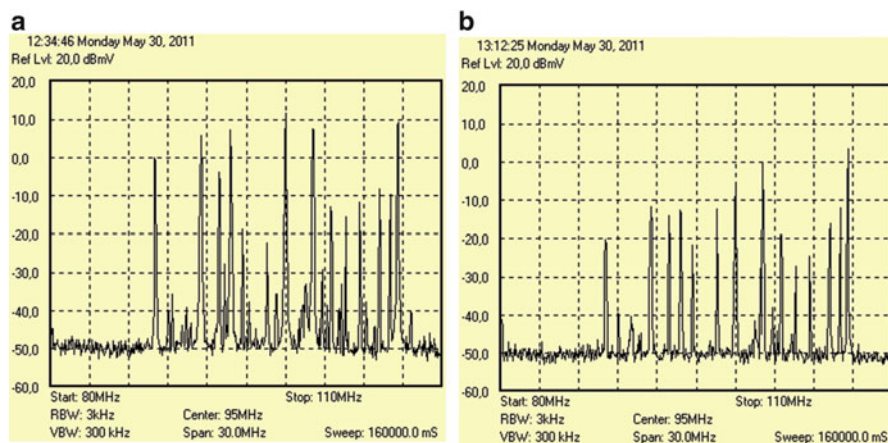 a
12:34:46 Monday May 30, 2011
Ref Lvl: 20,0 dBmV
20,0
10,0
0,0
-10,0
-20,0
-30,0
-40,0
-50,0
-60,0
Start: 80MHz Stop: 110MHz
RBW: 3kHz Center: 95MHz
VBW: 300 kHz Span: 30.0MHz Sweep: 160000.0 mS
b
13:12:25 Monday May 30, 2011
Ref Lvl: 20,0 dBmV
20.0
10,0
0,0
-10,0
-20,0
-30,0
-40,0
-50,0
-60,0
Start: 80MHz Stop: 110MHz
RBW: 3kHz Center: 95MHz
VBW: 300 kHz Span: 30.0MHz Sweep: 160000.0 mS